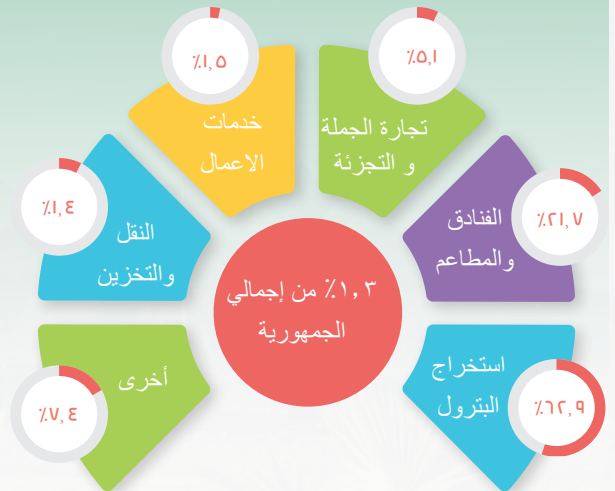 ٪٥,١
تجارة الجملة
و التجزئة
٪١,٥
خدمات
الاعمال
٪٢١,٧
الفنادق
والمطاعم
٪١,٤
النقل
والتخزين
٪١,٣ من إجمالي
الجمهورية
٪٦٢,٩
استخراج
البترول
٪٧,٤
أخرى